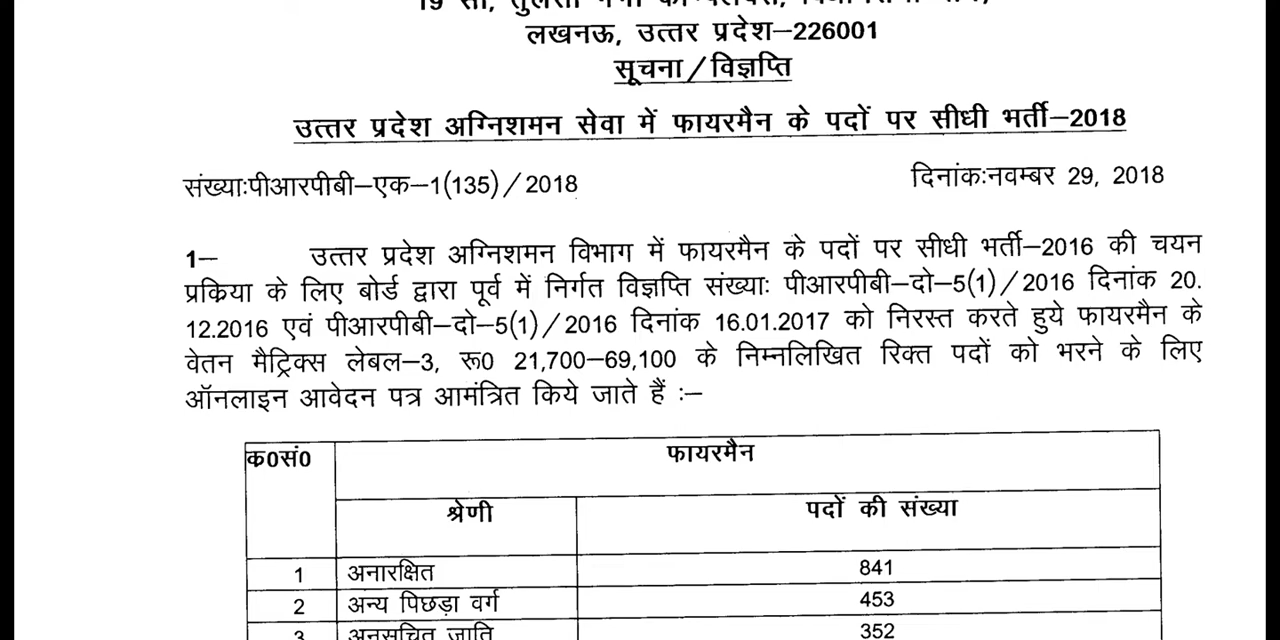 19 सी, तुलसी
लखनऊ, उत्तर प्रदेश–226001
सूचना/विज्ञप्ति
उत्तर प्रदेश अग्निशमन सेवा में फायरमैन के पदों पर सीधी भर्ती–2018
संख्याःपीआरपीबी–एक–1(135)/2018
दिनांकःनवम्बर 29, 2018
1– उत्तर प्रदेश अग्निशमन विभाग में फायरमैन के पदों पर सीधी भर्ती–2016 की चयन
प्रकिया के लिए बोर्ड द्वारा पूर्व में निर्गत विज्ञप्ति संख्याः पीआरपीबी–दो–5(1)/2016 दिनांक 20.
12.2016 एवं पीआरपीबी–दो–5(1)/2016 दिनांक 16.01.2017 को निरस्त करते हुये फायरमैन के
वेतन मैट्रिक्स लेबल–3, रू0 21,700–69,100 के निम्नलिखित रिक्त पदों को भरने के लिए
ऑनलाइन आवेदन पत्र आमंत्रित किये जाते हैं :–
क0सं0 फायरमैन
श्रेणी पदों की संख्या
1 अनारक्षित 841
2 अन्य पिछड़ा वर्ग 453
3 अनुसूचित जाति 352